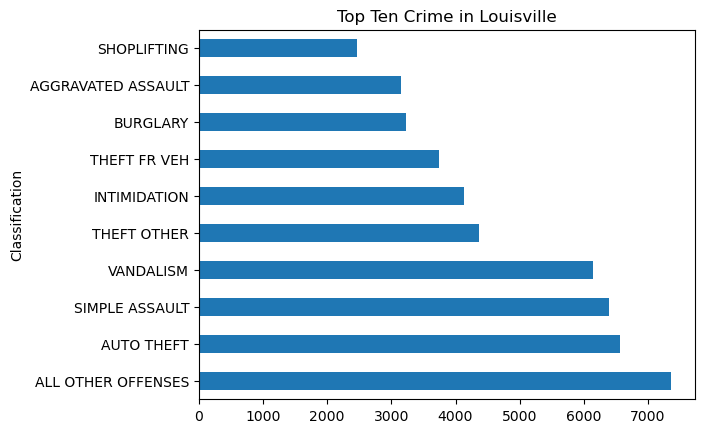 Top Ten Crime in Louisville
SHOPLIFTING
AGGRAVATED ASSAULT
BURGLARY
THEFT FR VEH
INTIMIDATION
THEFT OTHER
VANDALISM
SIMPLE ASSAULT
AUTO THEFT
ALL OTHER OFFENSES
Classification
0 1000 2000 3000 4000 5000 6000 7000